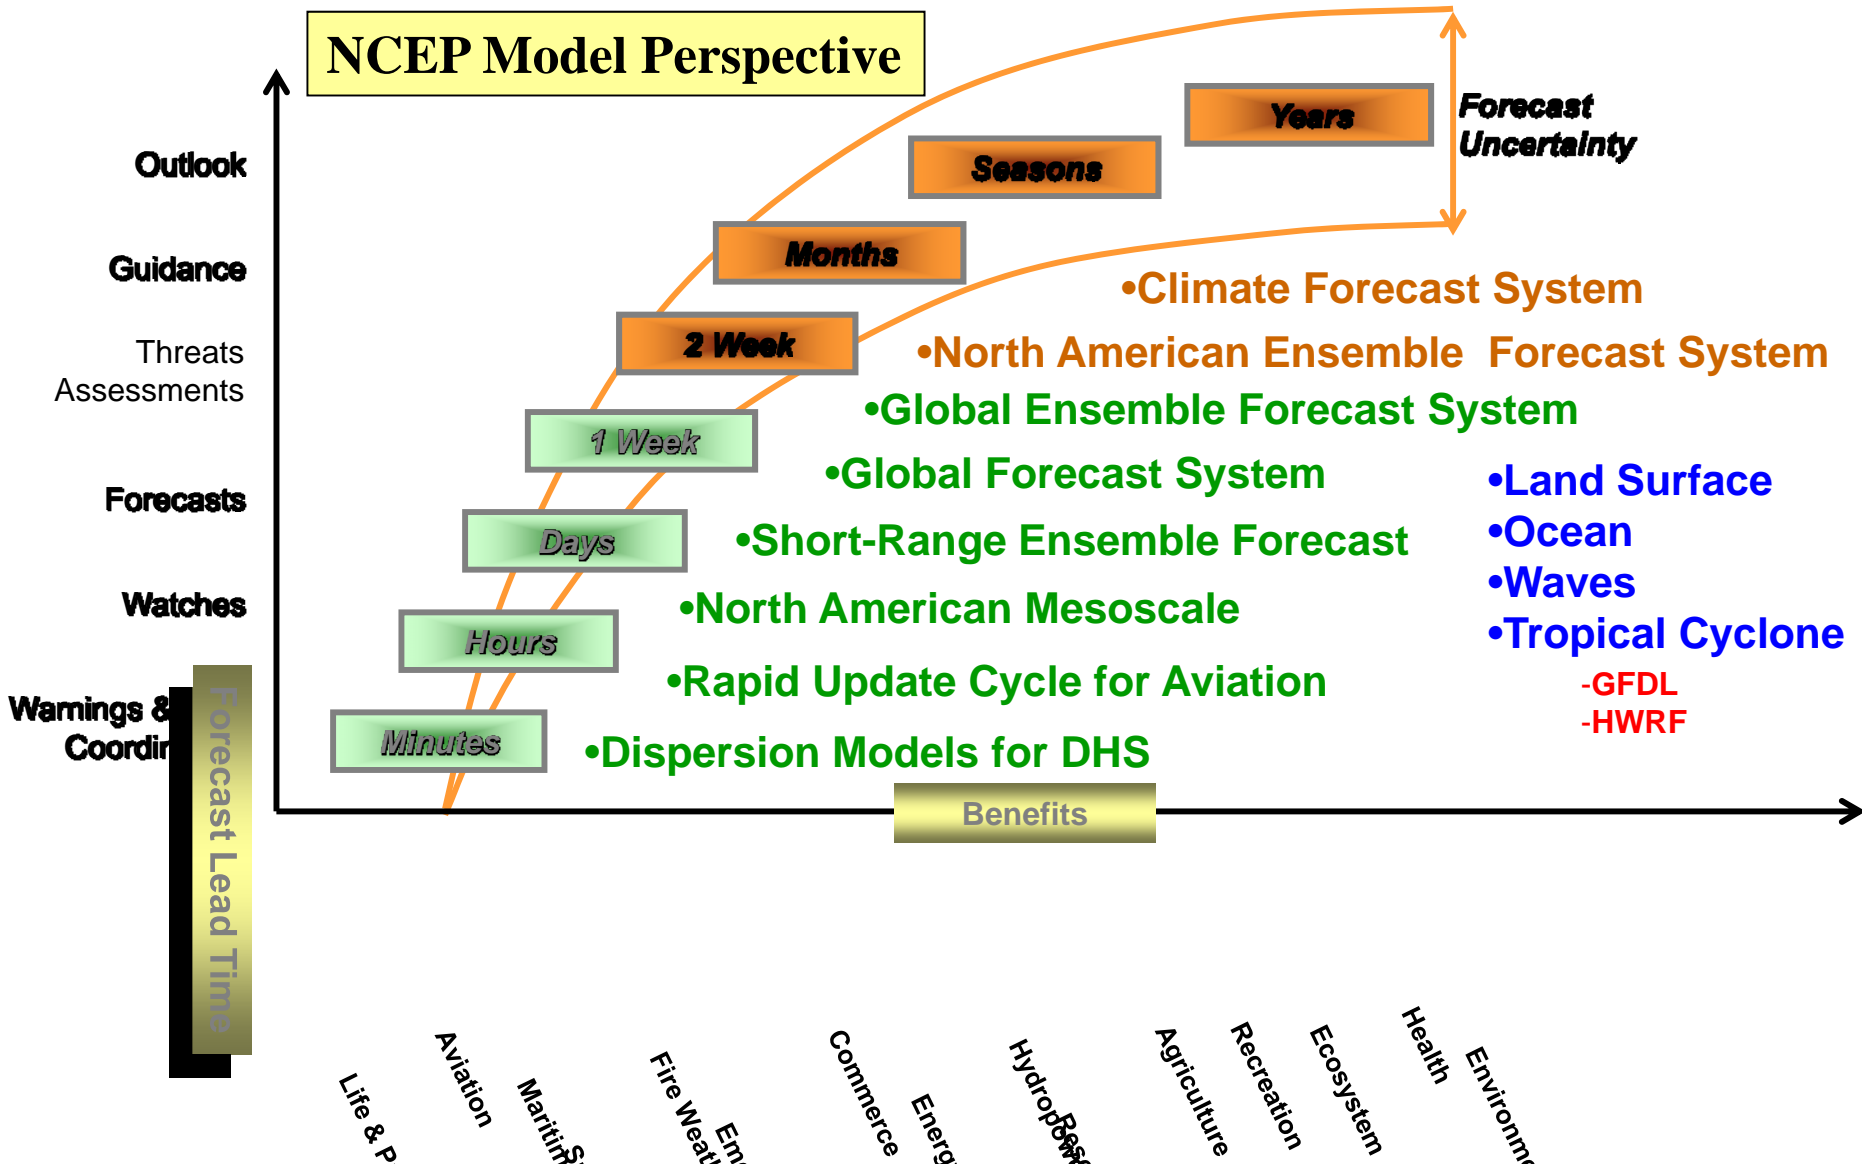 NCEP Model Perspective
Years
Forecast
Uncertainty
Outlook
Seasons
Guidance
Months
•Climate Forecast System
Threats
Assessments
2 Week
•North American Ensemble Forecast System
•Global Ensemble Forecast System
1 Week
•Global Forecast System
•Land Surface
Forecasts
•Ocean
Days
•Short-Range Ensemble Forecast
•Waves
Watches
•North American Mesoscale
•Tropical Cyclone
Hours
•Rapid Update Cycle for Aviation
-GFDL
-HWRF
Warnings &
Minutes
•Dispersion Models for DHS
Forecast Lead Time
Benefits
Life &
Aviation
Fire
Commerce
Agriculture
Recreation
Ecosystem
Health